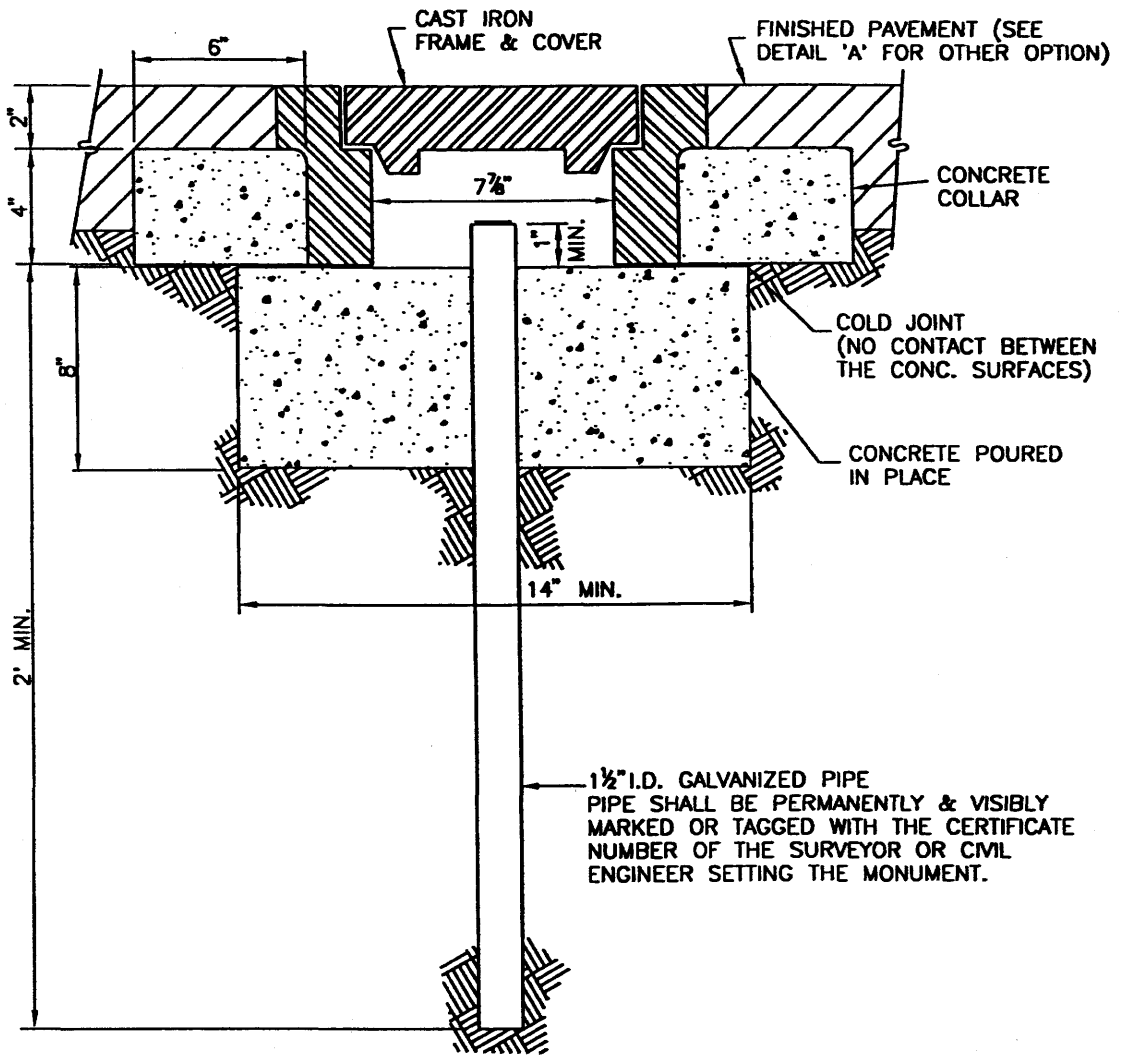 CAST IRON
FRAME & COVER
FINISHED PAVEMENT (SEE
DETAIL 'A' FOR OTHER OPTION)
6"
2"
4"
7⅞"
1"
MIN.
CONCRETE
COLLAR
COLD JOINT
(NO CONTACT BETWEEN
THE CONC. SURFACES)
8"
CONCRETE POURED
IN PLACE
14" MIN.
2' MIN.
1½" I.D. GALVANIZED PIPE
PIPE SHALL BE PERMANENTLY & VISIBLY
MARKED OR TAGGED WITH THE CERTIFICATE
NUMBER OF THE SURVEYOR OR CIVIL
ENGINEER SETTING THE MONUMENT.